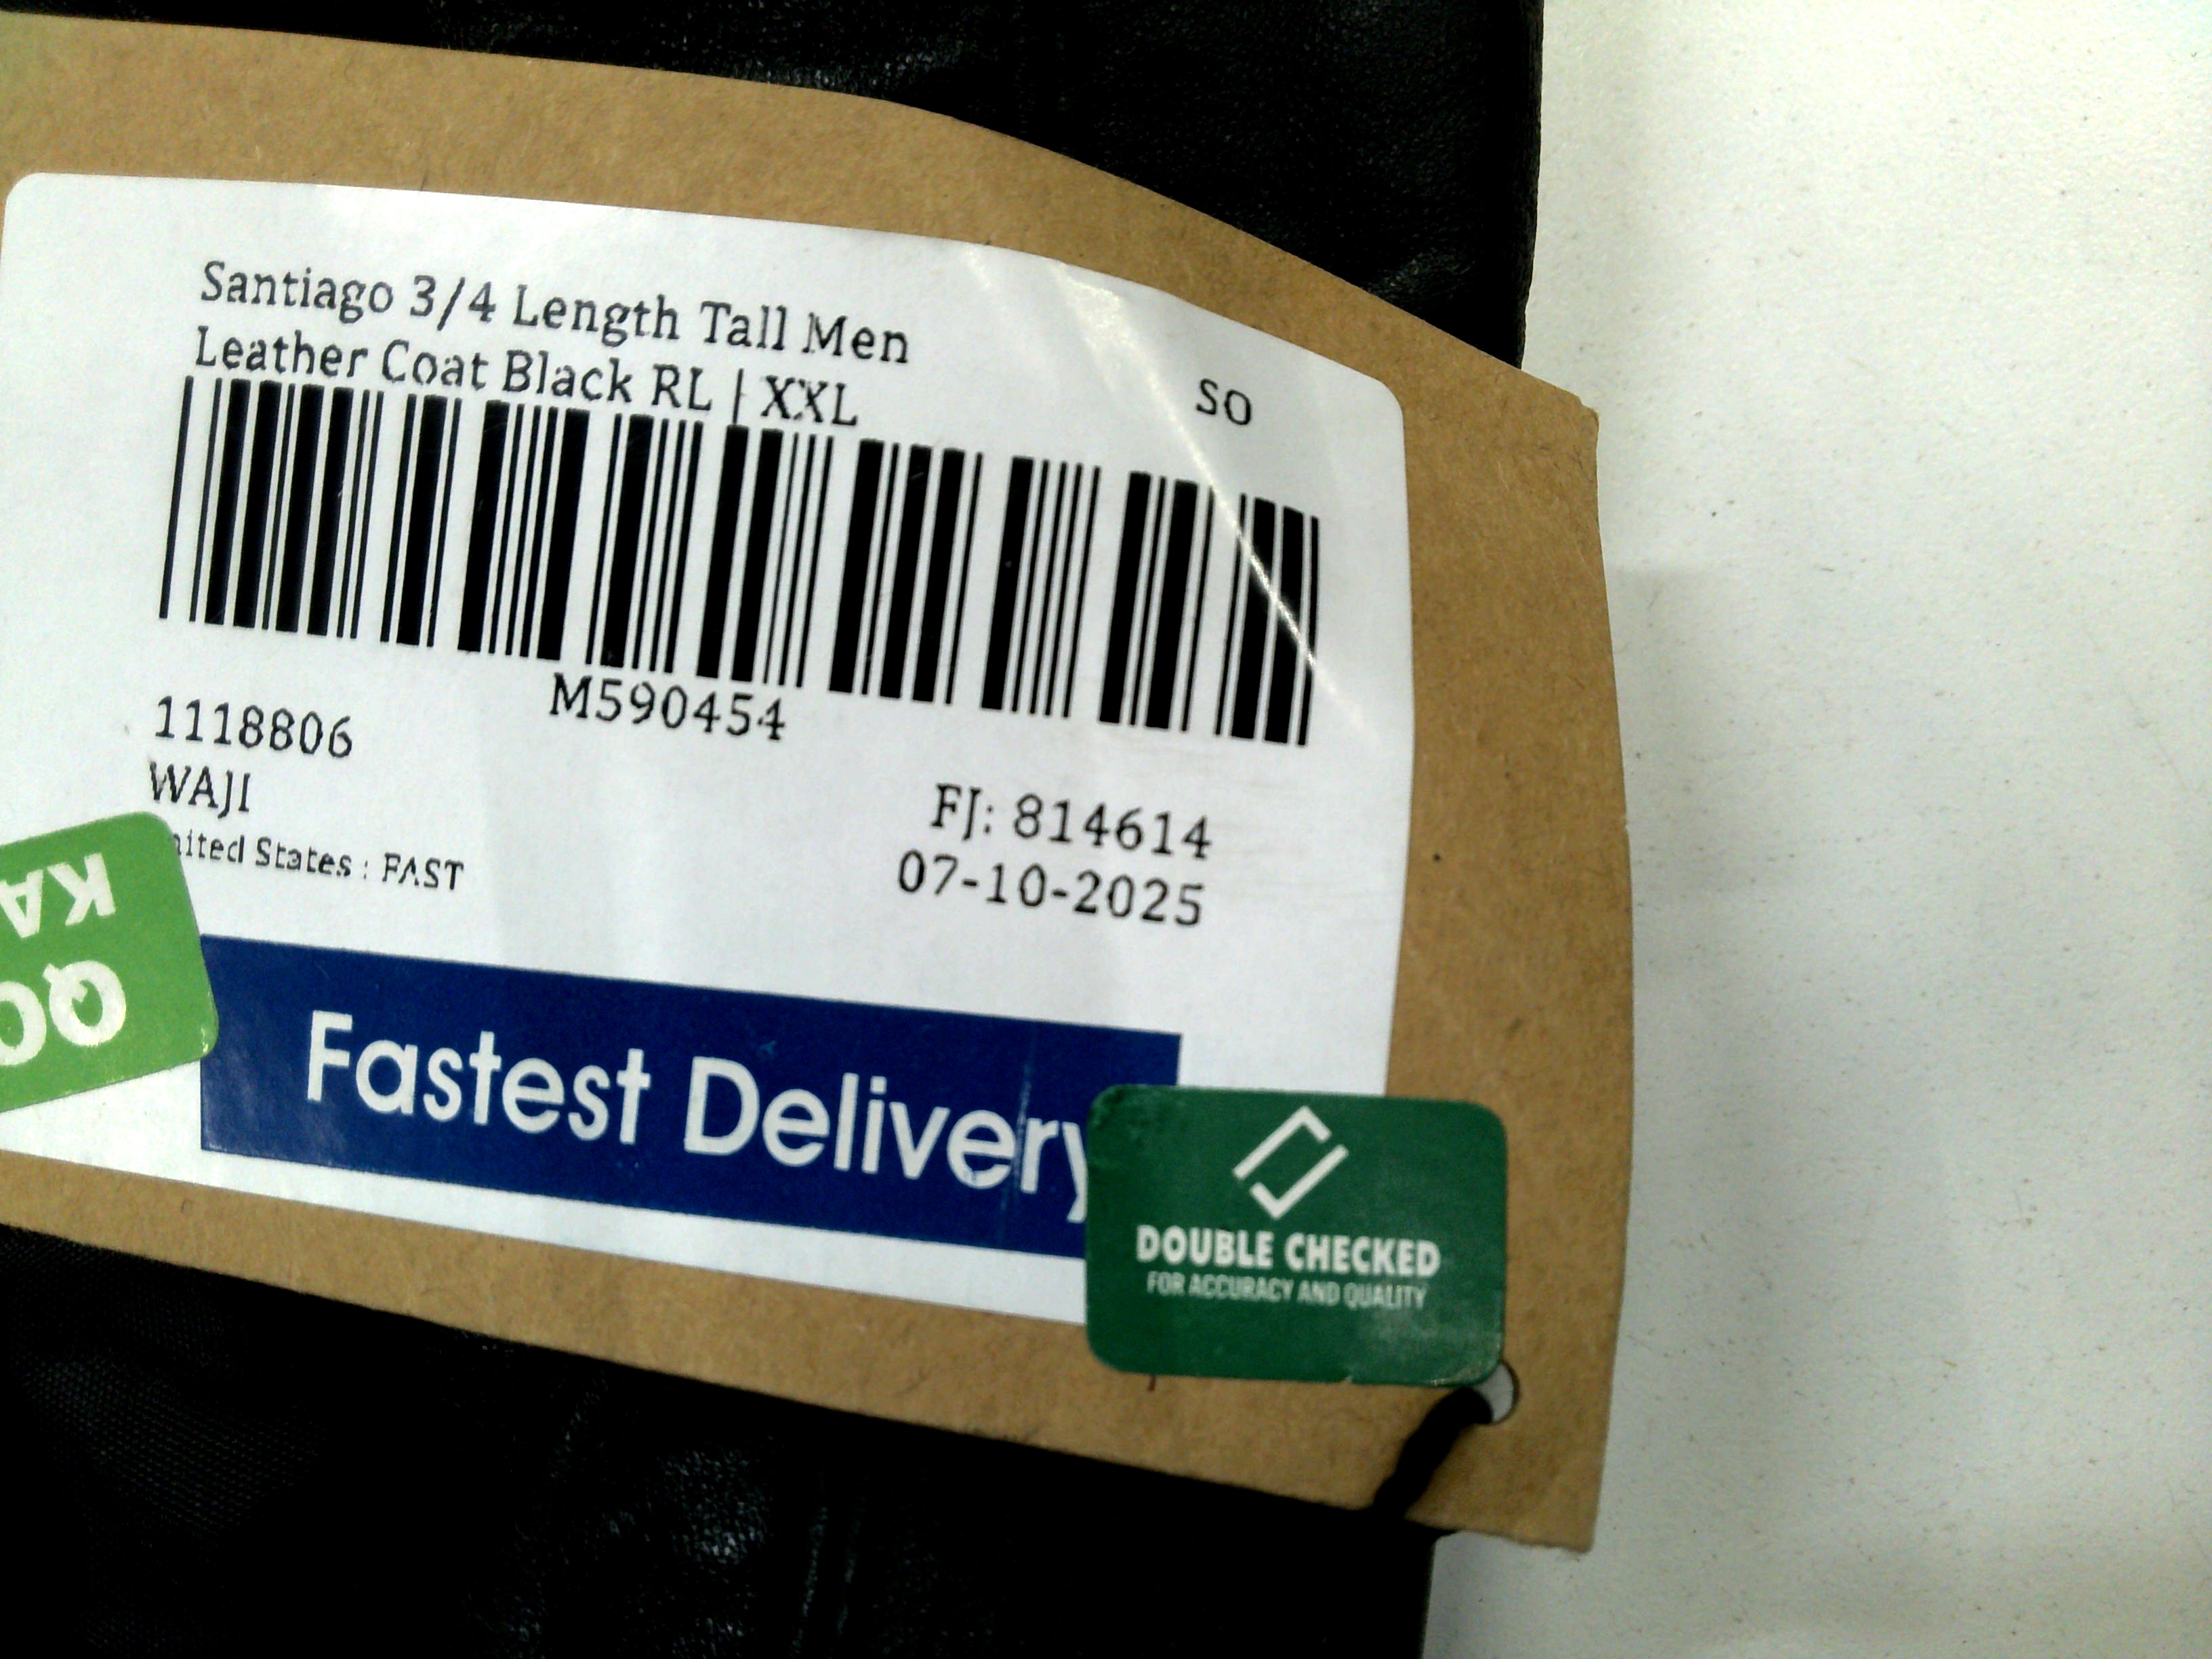 Santiago 3/4 Length Tall Men
Leather Coat Black RL | XXL
SO
M590454
1118806
WAJI
FJ: 814614
States : FAST
07-10-2025
Fastest Delivery
DOUBLE CHECKED
FOR ACCURACY AND QUALITY